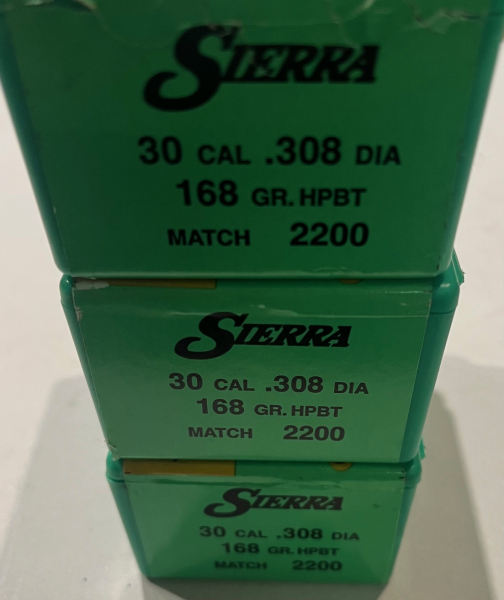 SIERRA
30 CAL .308 DIA
168 GR. HPBT
MATCH 2200
SIERRA
30 CAL .308 DIA
168 GR. HPBT
MATCH 2200
SIERRA
30 CAL .308 DIA
168 GR. HPBT
MATCH 2200